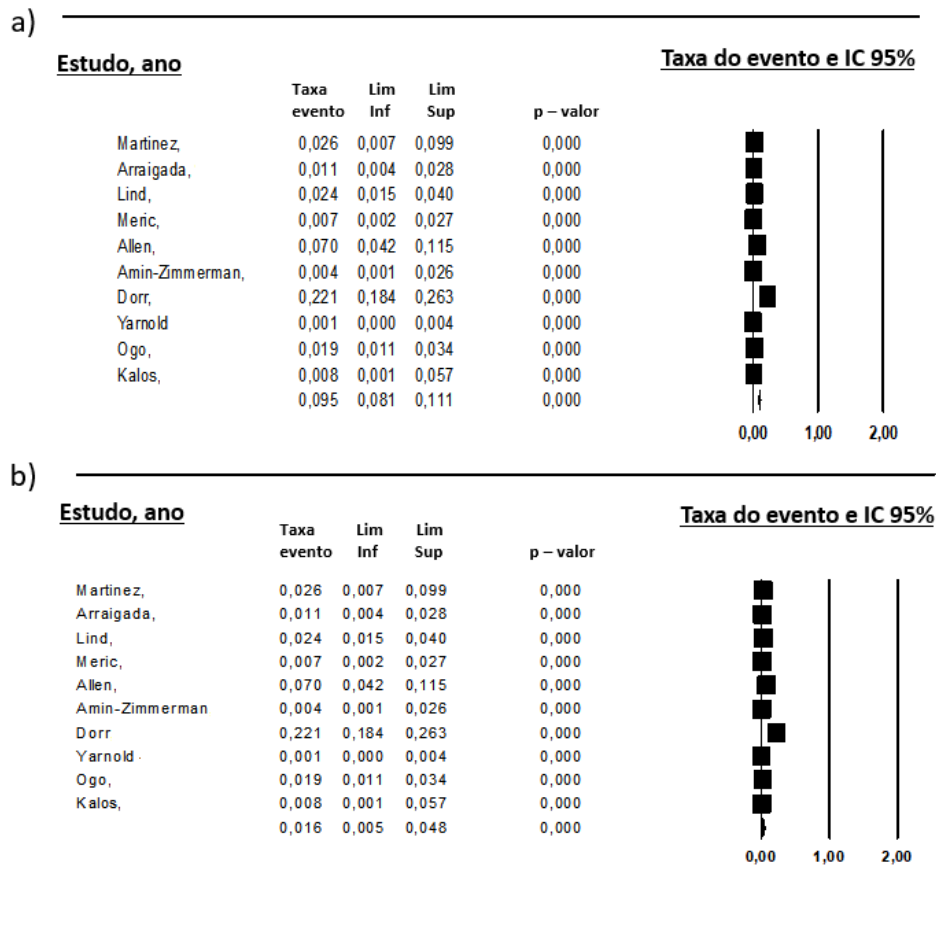 a)
Estudo, ano
Taxa do evento e IC 95%
Taxa Lim Lim
evento Inf Sup p – valor
Martinez, 0,026 0,007 0,099 0,000
Arraigada, 0,011 0,004 0,028 0,000
Lind, 0,024 0,015 0,040 0,000
Meric, 0,007 0,002 0,027 0,000
Allen, 0,070 0,042 0,115 0,000
Amin-Zimmerman, 0,004 0,001 0,026 0,000
Dorr, 0,221 0,184 0,263 0,000
Yarnold 0,001 0,000 0,004 0,000
Ogo, 0,019 0,011 0,034 0,000
Kalos, 0,008 0,001 0,057 0,000
0,095 0,081 0,111 0,000
0,00 1,00 2,00
b)
Estudo, ano
Taxa do evento e IC 95%
Taxa Lim Lim
evento Inf Sup p – valor
Martinez, 0,026 0,007 0,099 0,000
Arraigada, 0,011 0,004 0,028 0,000
Lind, 0,024 0,015 0,040 0,000
Meric, 0,007 0,002 0,027 0,000
Allen, 0,070 0,042 0,115 0,000
Amin-Zimmerman 0,004 0,001 0,026 0,000
Dorr 0,221 0,184 0,263 0,000
Yarnold 0,001 0,000 0,004 0,000
Ogo, 0,019 0,011 0,034 0,000
Kalos, 0,008 0,001 0,057 0,000
0,016 0,005 0,048 0,000
0,00 1,00 2,00